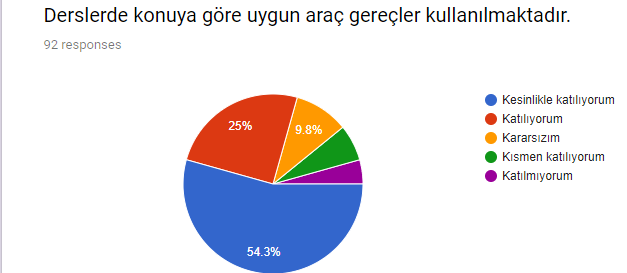 Derslerde konuya göre uygun araç gereçler kullanılmaktadır.
92 responses
Kesinlikle katılıyorum
Katılıyorum
Kararsızım
Kısmen katılıyorum
Katılmıyorum
25%
9.8%
54.3%